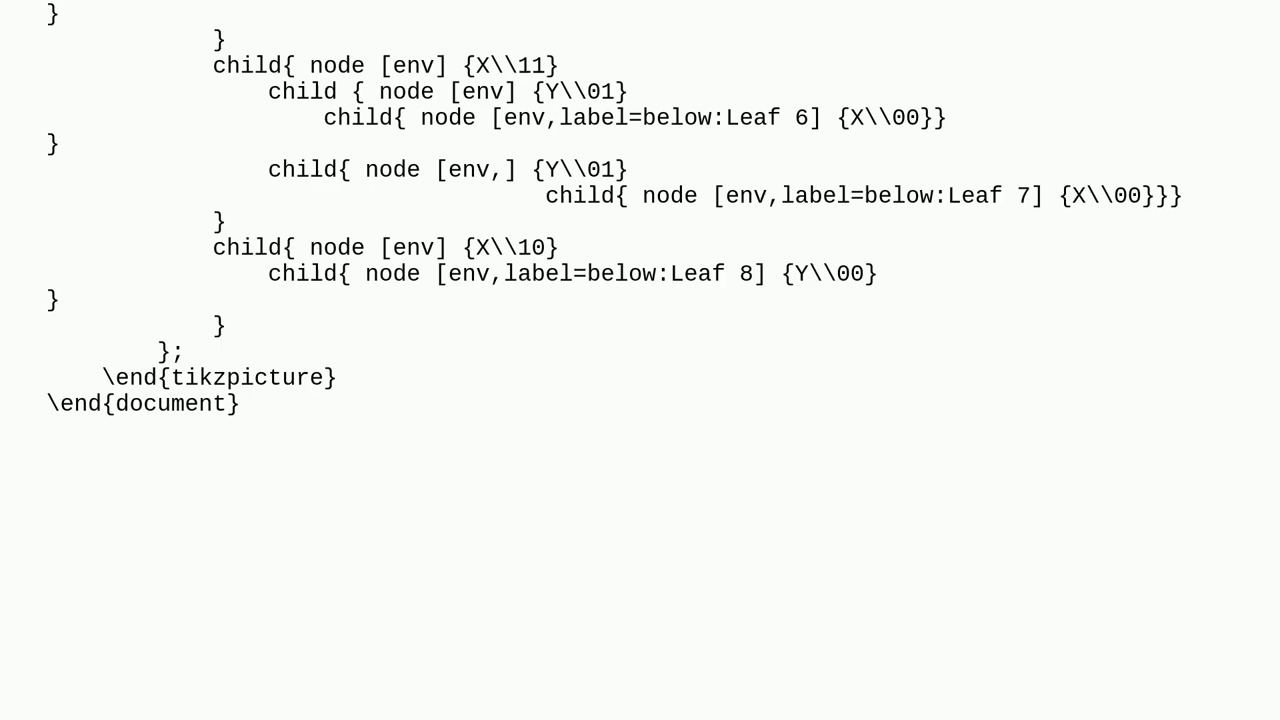 }
            }
            child{ node [env] {X\\11}
                child { node [env] {Y\\01}
                    child{ node [env,label=below:Leaf 6] {X\\00}}
}
                child{ node [env,] {Y\\01}
                                    child{ node [env,label=below:Leaf 7] {X\\00}}}
            }
            child{ node [env] {X\\10}
                child{ node [env,label=below:Leaf 8] {Y\\00}
}
            }
        };
    \end{tikzpicture}
\end{document}